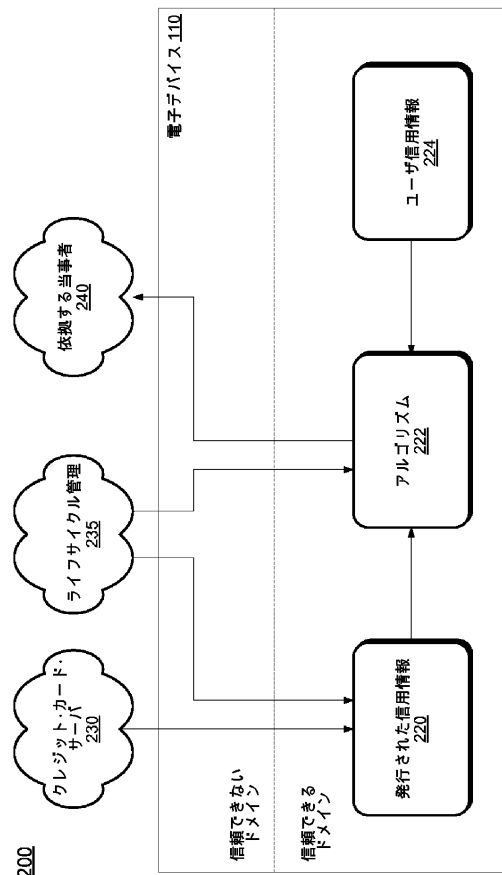 200
クレジット・カード・
サーバ
230
ライフサイクル管理
235
依拠する当事者
240
電子デバイス 110
信頼できない
ドメイン
信頼できる
ドメイン
発行された信用情報
220
アルゴリズム
222
ユーザ信用情報
224